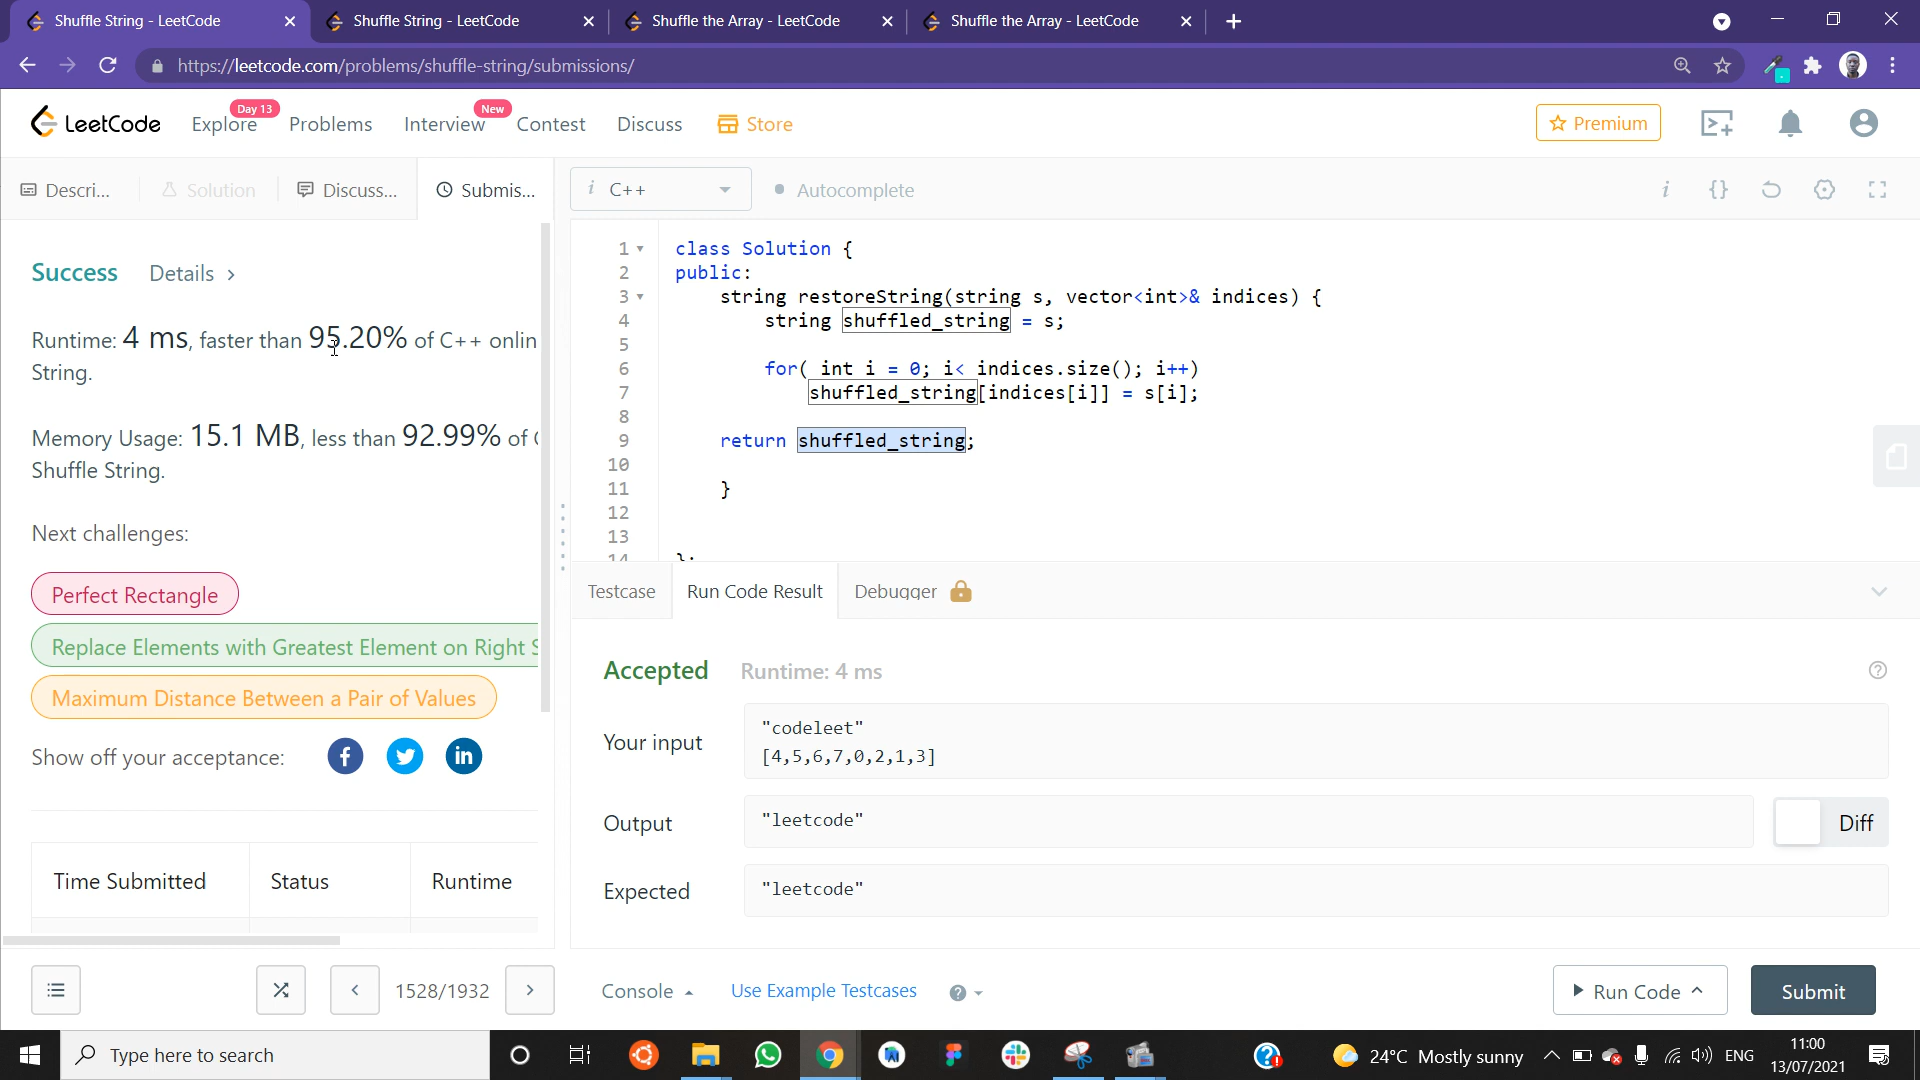 Shuffle String - LeetCode
Shuffle String - LeetCode
Shuffle the Array - LeetCode
Shuffle the Array - LeetCode
https://leetcode.com/problems/shuffle-string/submissions/
LeetCode
Explore
Day 13
Problems
Interview
New
Contest
Discuss
Store
Premium
Descri...
Solution
Discuss...
Submis...
i C++
Autocomplete
i {}
Success Details >
Runtime: 4 ms, faster than 95.20% of C++ onlin
String.
Memory Usage: 15.1 MB, less than 92.99% of
Shuffle String.
Next challenges:
Perfect Rectangle
Replace Elements with Greatest Element on Right S
Maximum Distance Between a Pair of Values
Show off your acceptance:
Time Submitted Status Runtime
1528/1932
1 class Solution {
2 public:
3 string restoreString(string s, vector<int>& indices) {
4 string shuffled_string = s;
5
6 for( int i = 0; i< indices.size(); i++)
7 shuffled_string[indices[i]] = s[i];
8
9 return shuffled_string;
10
11 }
12
13
14 };
Testcase Run Code Result Debugger
Accepted Runtime: 4 ms
Your input
"codeleet"
[4,5,6,7,0,2,1,3]
Output
"leetcode"
Diff
Expected
"leetcode"
Console
Use Example Testcases
Run Code
Submit
Type here to search
24°C Mostly sunny
ENG
11:00
13/07/2021